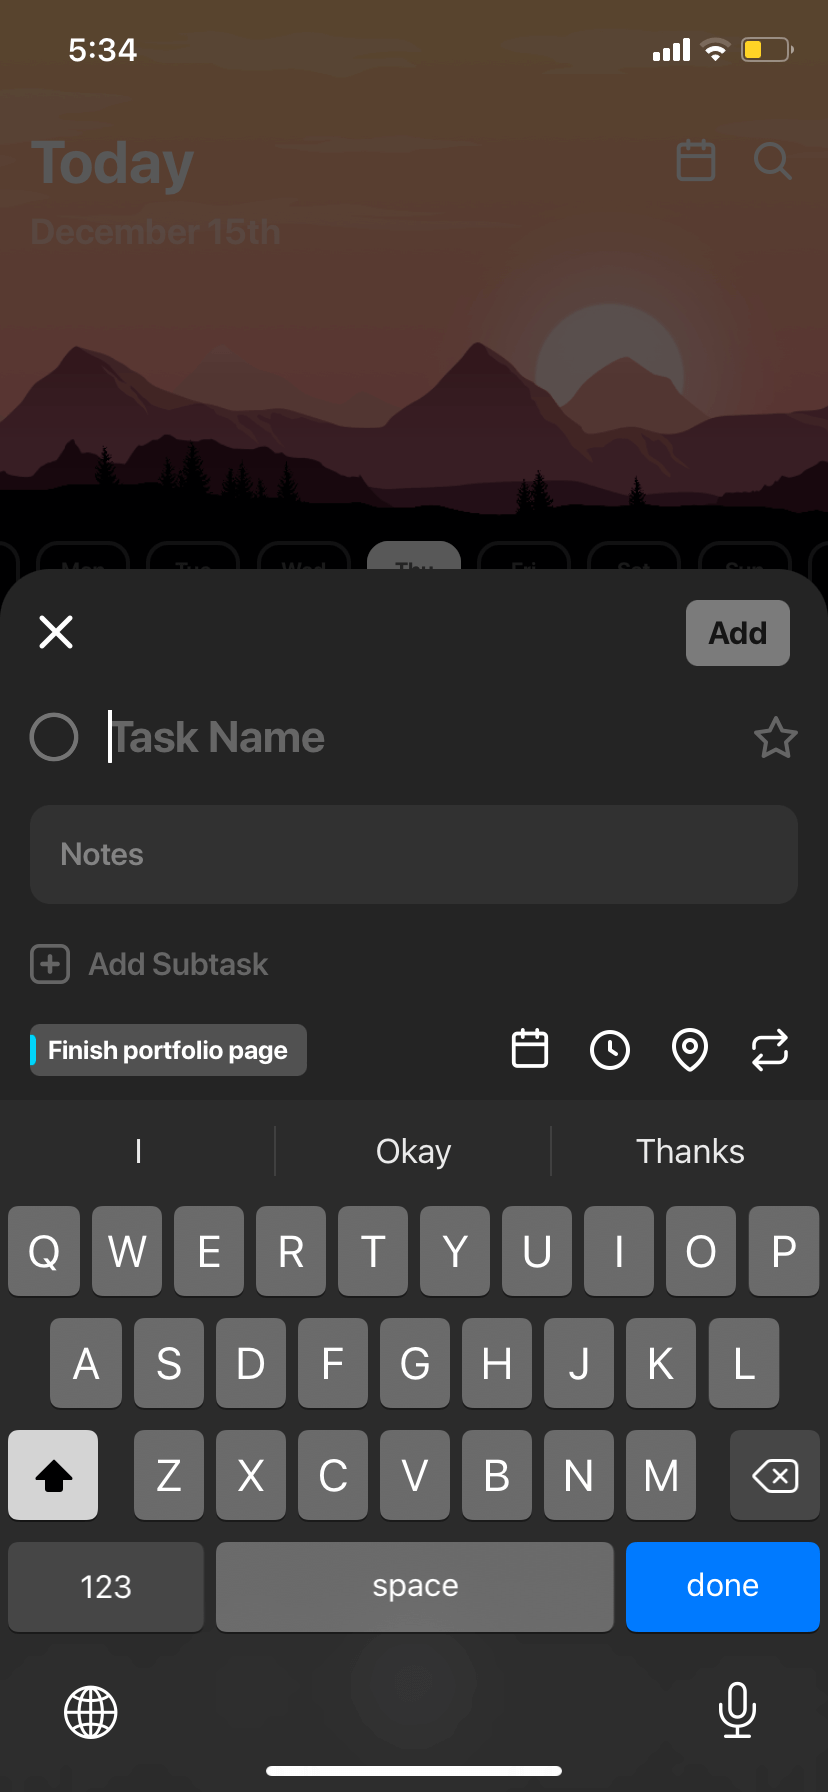 5:34
Today
December 15th
Mon Tue Wed Thu Fri Sat Sun
Add
Task Name
Notes
Add Subtask
Finish portfolio page
I Okay Thanks
Q W E R T Y U I O P
A S D F G H J K L
Z X C V B N M
123 space done